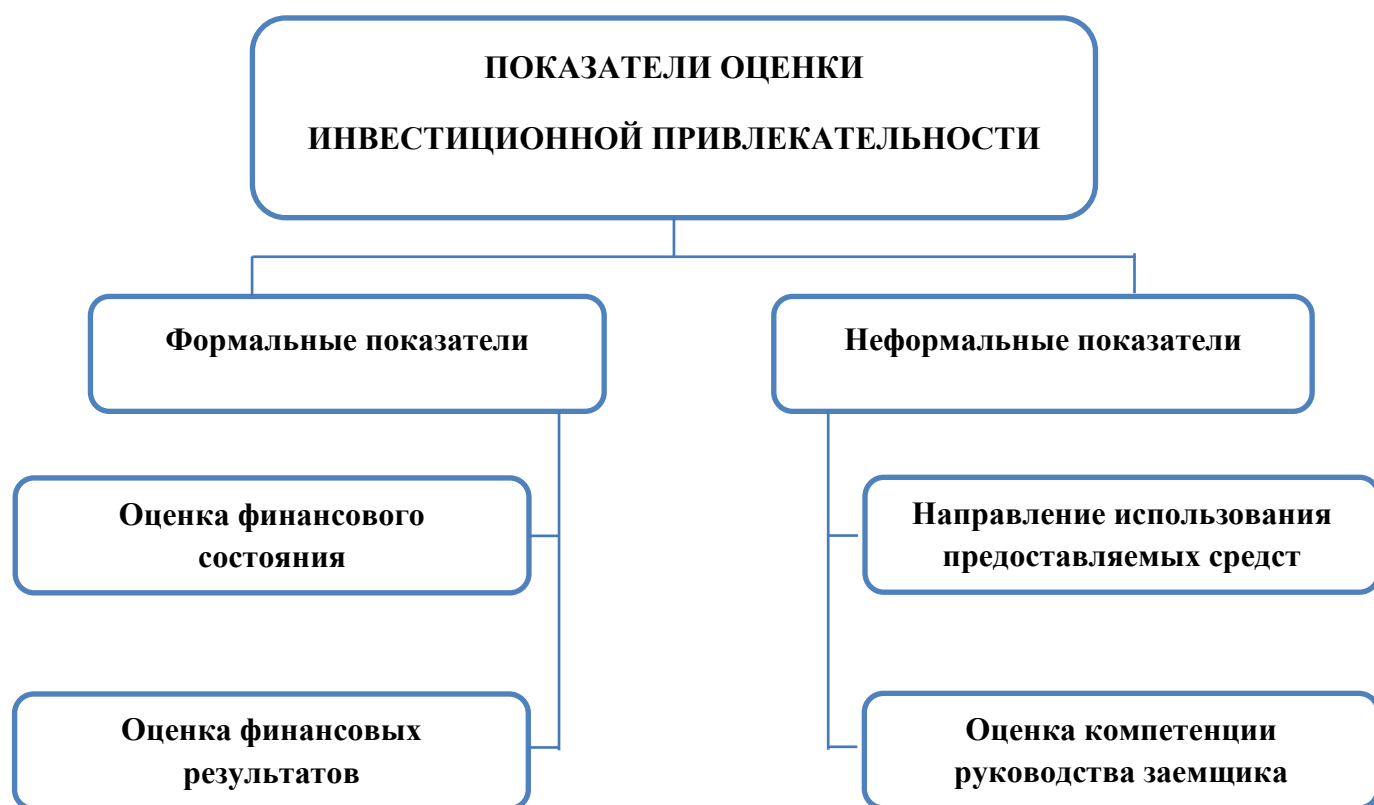 ПОКАЗАТЕЛИ ОЦЕНКИ
ИНВЕСТИЦИОННОЙ ПРИВЛЕКАТЕЛЬНОСТИ
Формальные показатели
Неформальные показатели
Оценка финансового
состояния
Направление использования
предоставляемых средст
Оценка финансовых
результатов
Оценка компетенции
руководства заемщика